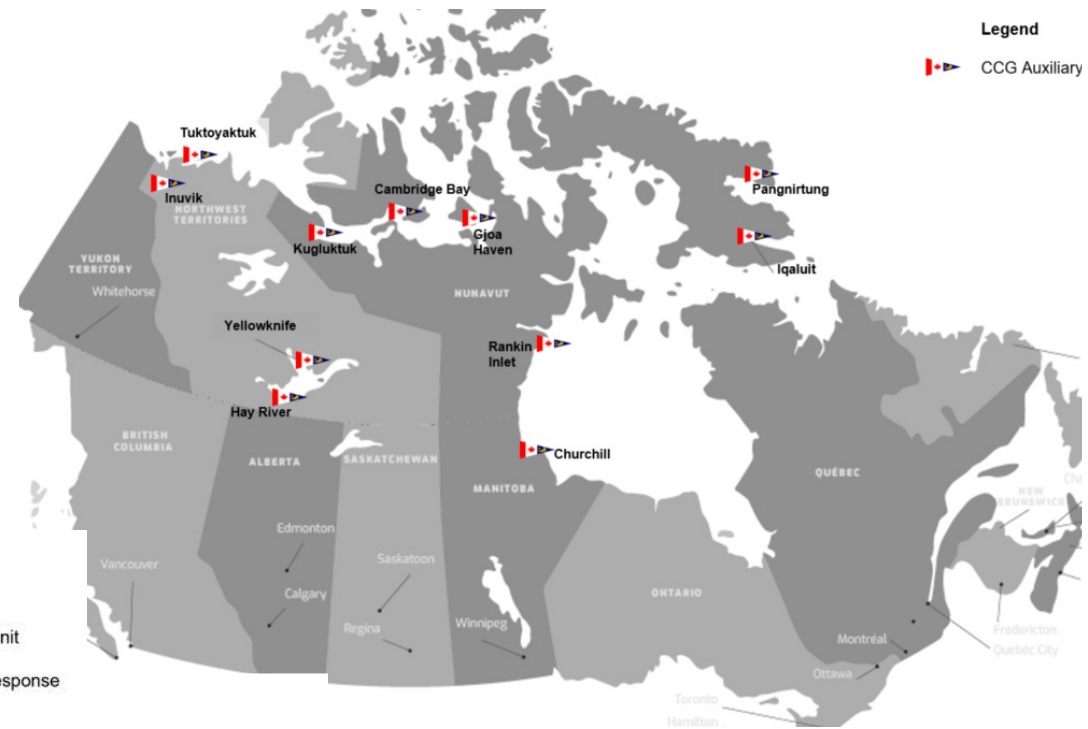 Legend
CCG Auxiliary
Tuktoyaktuk
Inuvik
NORTHWEST
TERRITORIES
Cambridge Bay
Pangnirtung
Kugluktuk
Gjoa
Haven
Iqaluit
YUKON
TERRITORY
Whitehorse
NUNAVUT
Yellowknife
Rankin
Inlet
Hay River
BRITISH
COLUMBIA
ALBERTA
SASKATCHEWAN
Churchill
MANITOBA
QUÉBEC
NEW
BRUNSWICK
Edmonton
Vancouver
Saskatoon
Calgary
ONTARIO
Regina
Winnipeg
Fredericton
Montréal
Quebéc City
Ottawa
nit
esponse
Toronto
Hamilton